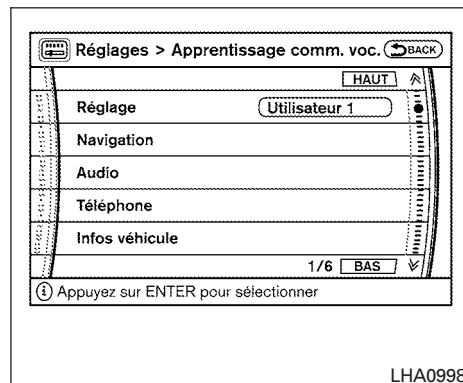 Réglages > Apprentissage comm. voc. BACK
HAUT
Réglage Utilisateur 1
Navigation
Audio
Téléphone
Infos véhicule
1/6 BAS
i Appuyez sur ENTER pour sélectionner
LHA0998